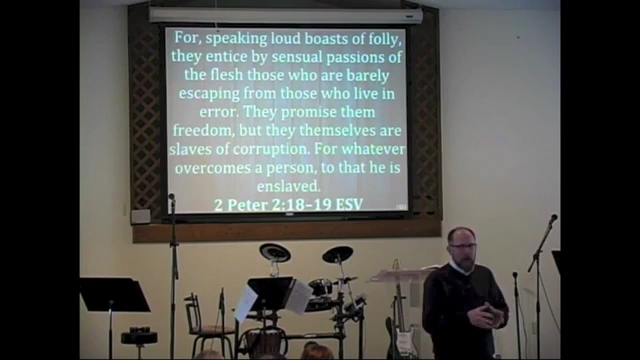 For, speaking loud boasts of folly,
they entice by sensual passions of
the flesh those who are barely
escaping from those who live in
error. They promise them
freedom, but they themselves are
slaves of corruption. For whatever
overcomes a person, to that he is
enslaved.
2 Peter 2:18–19 ESV